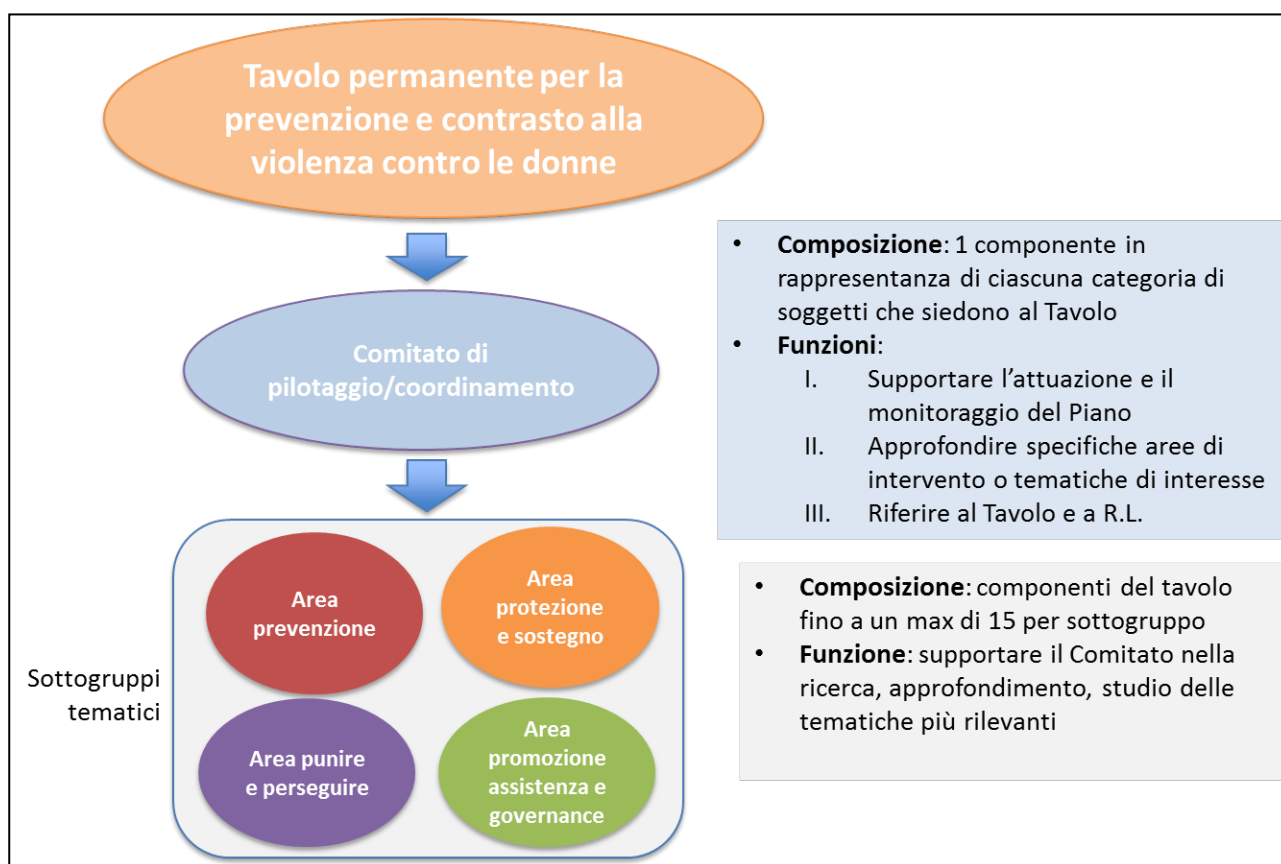 Tavolo permanente per la
prevenzione e contrasto alla
violenza contro le donne
Comitato di
pilotaggio/coordinamento
• Composizione: 1 componente in
rappresentanza di ciascuna categoria di
soggetti che siedono al Tavolo
• Funzioni:
I. Supportare l'attuazione e il
monitoraggio del Piano
II. Approfondire specifiche aree di
intervento o tematiche di interesse
III. Riferire al Tavolo e a R.L.
Sottogruppi
tematici
Area
prevenzione
Area
protezione
e sostegno
Area punire
e perseguire
Area
promozione
assistenza e
governance
• Composizione: componenti del tavolo
fino a un max di 15 per sottogruppo
• Funzione: supportare il Comitato nella
ricerca, approfondimento, studio delle
tematiche più rilevanti